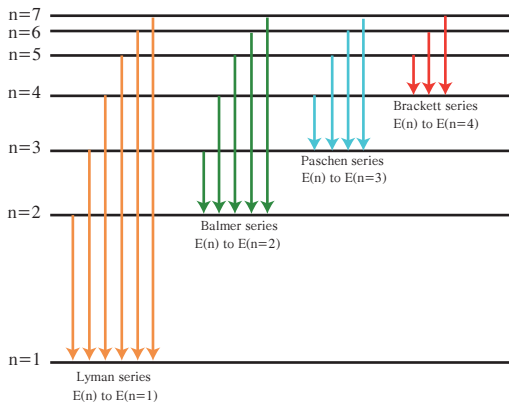 n=7
n=6
n=5
n=4
Brackett series
E(n) to E(n=4)
n=3
Paschen series
E(n) to E(n=3)
n=2
Balmer series
E(n) to E(n=2)
n=1
Lyman series
E(n) to E(n=1)